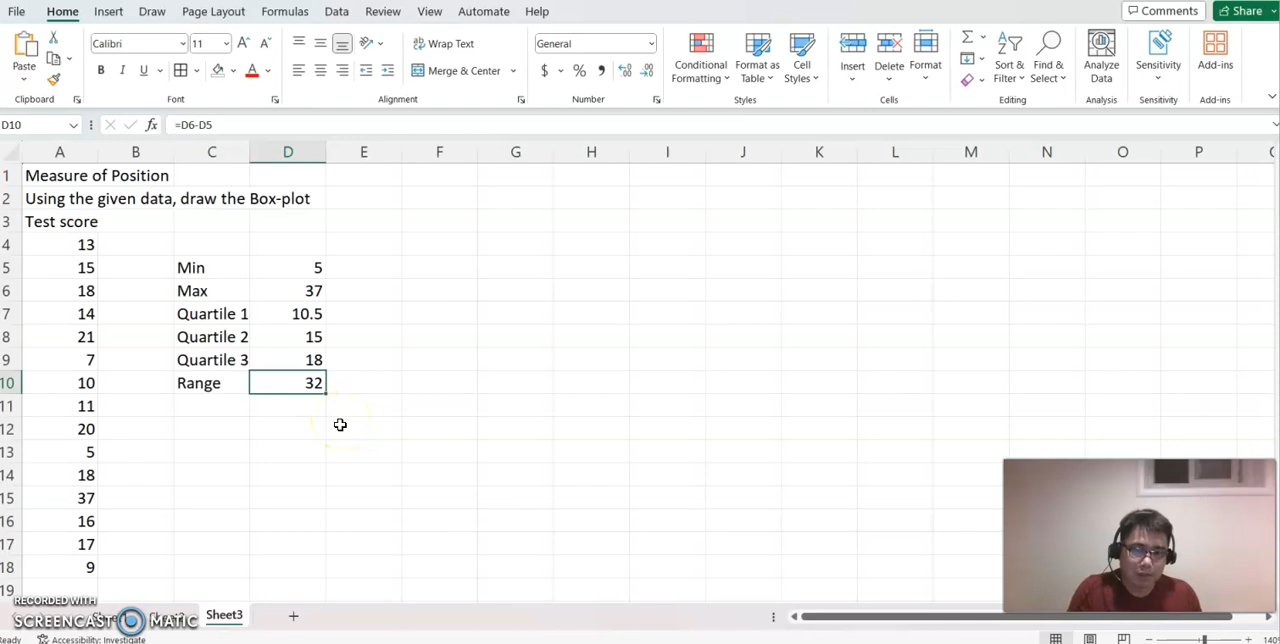 File Home Insert Draw Page Layout Formulas Data Review View Automate Help Comments Share
Calibri 11 Wrap Text General
Paste Merge & Center Conditional Formatting Format as Table Cell Styles Insert Delete Format Sort & Filter Find & Select Analyze Data Sensitivity Add-ins
Clipboard Font Alignment Number Styles Cells Editing Analysis Sensitivity Add-ins
D10 fx =D6-D5
A B C D E F G H I J K L M N O P
1 Measure of Position
2 Using the given data, draw the Box-plot
3 Test score
4 13
5 15 Min 5
6 18 Max 37
7 14 Quartile 1 10.5
8 21 Quartile 2 15
9 7 Quartile 3 18
10 10 Range 32
11 11
12 20
13 5
14 18
15 37
16 16
17 17
18 9
19
RECORDED WITH
SCREENCAST MATIC
Sheet3
Accessibility: Investigate